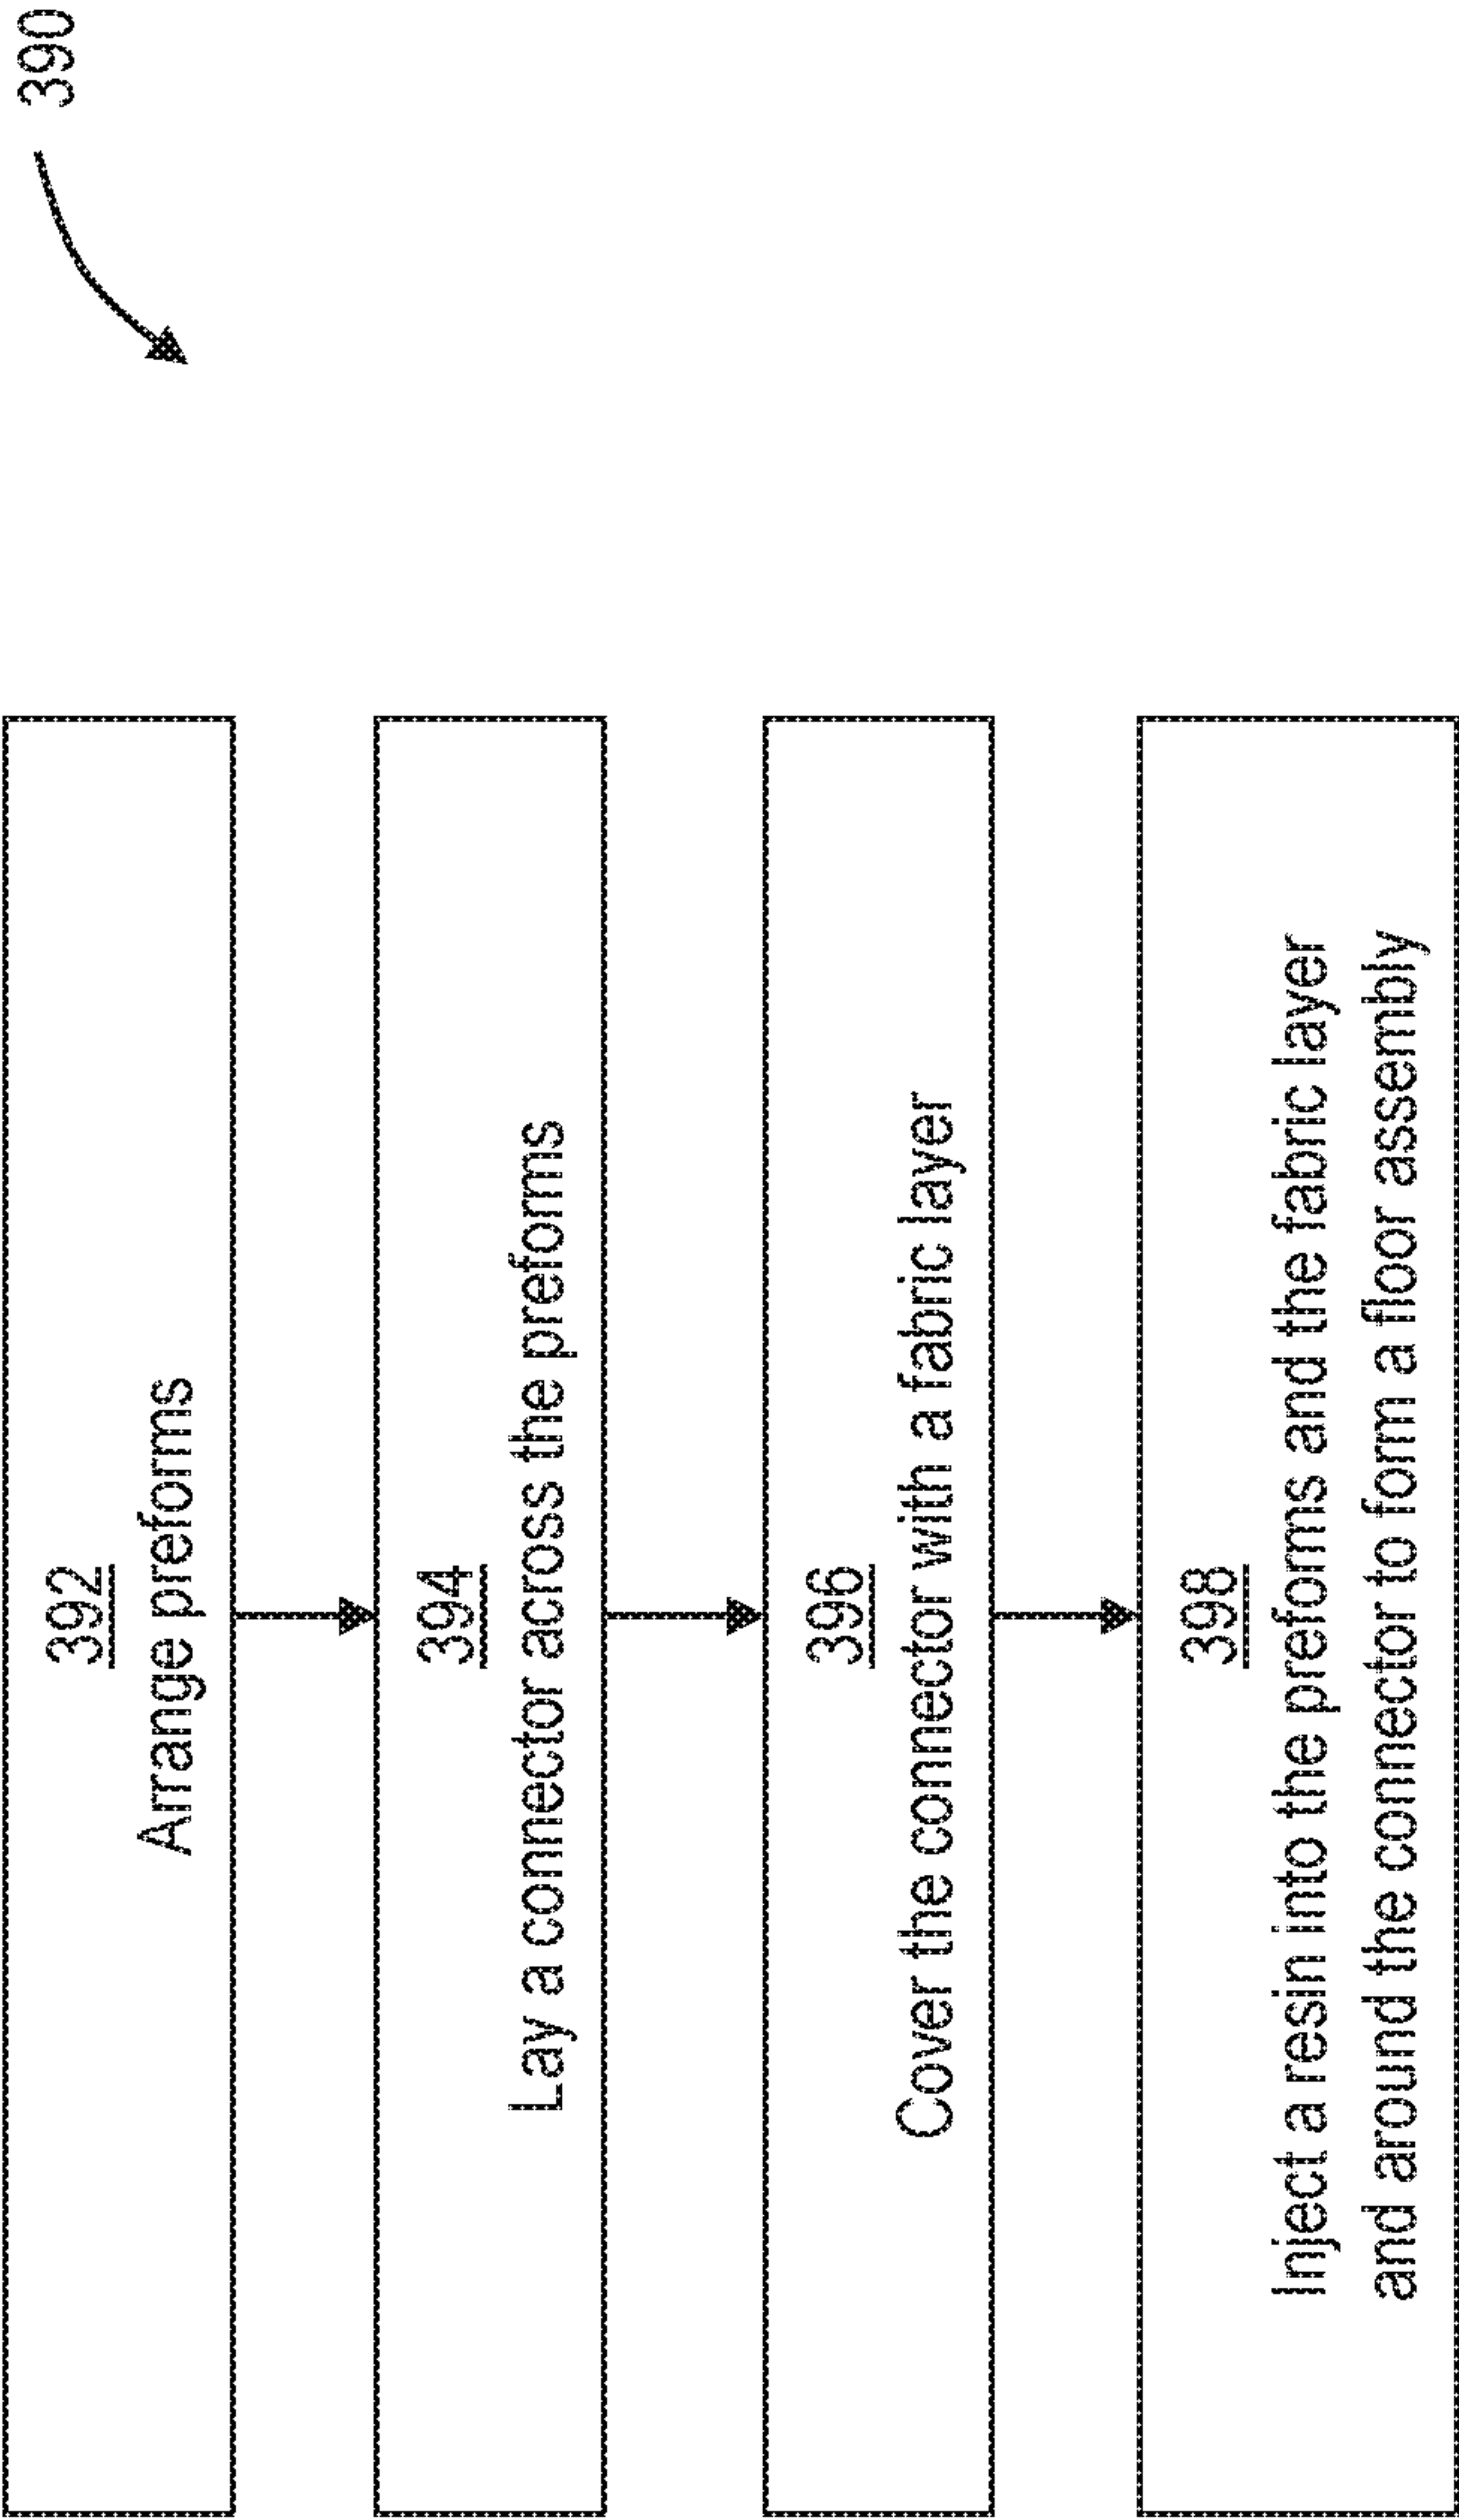 390
392
Arrange preforms
394
Lay a connector across the preforms
396
Cover the connector with a fabric layer
398
Inject a resin into the preforms and the fabric layer
and around the connector to form a floor assembly